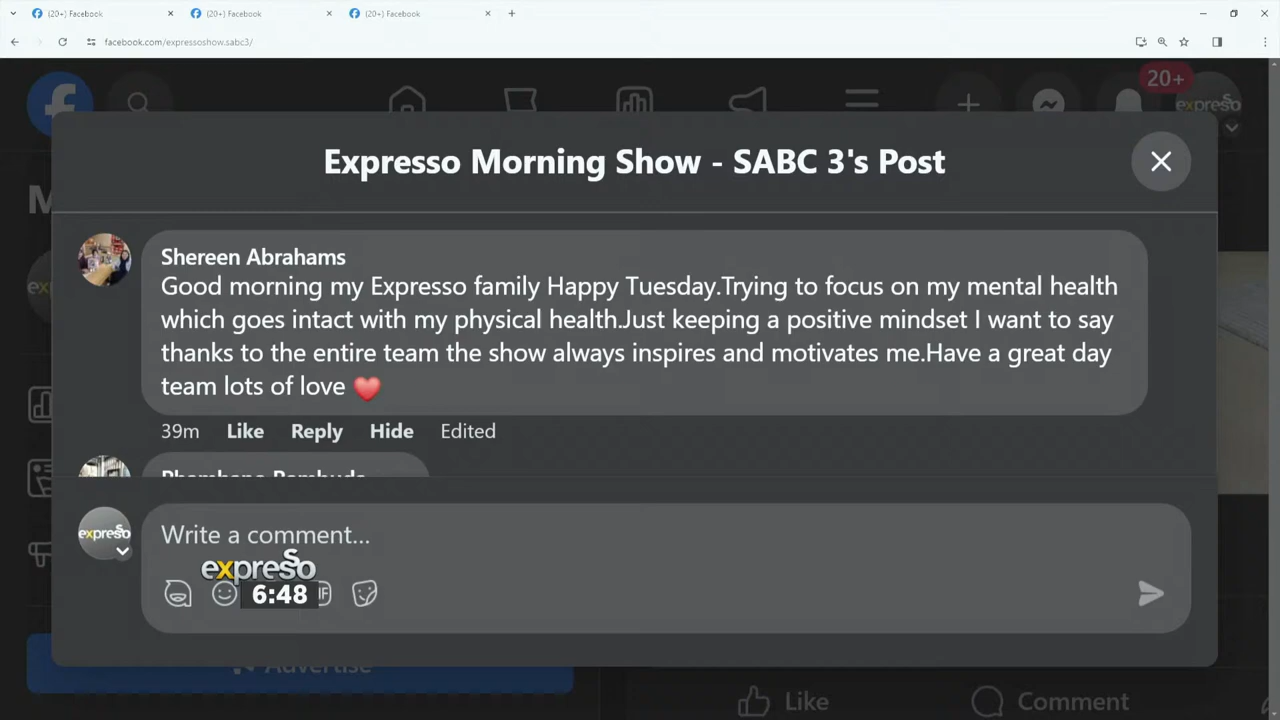 (20+) Facebook
(20+) Facebook
(20+) Facebook
facebook.com/expressoshow.sabc3/
20+
expresso
Expresso Morning Show - SABC 3's Post
Shereen Abrahams
Good morning my Expresso family Happy Tuesday.Trying to focus on my mental health
which goes intact with my physical health.Just keeping a positive mindset I want to say
thanks to the entire team the show always inspires and motivates me.Have a great day
team lots of love
39m Like Reply Hide Edited
expresso
Write a comment...
expresso
6:48
Advertise
Like
Comment